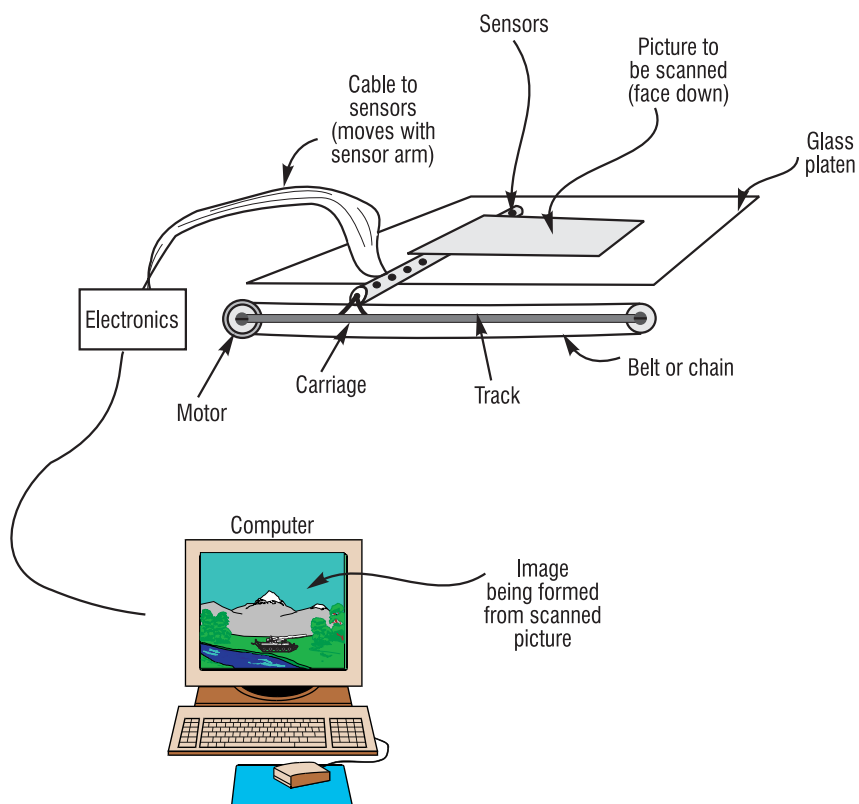 Sensors
Picture to
be scanned
(face down)
Cable to
sensors
(moves with
sensor arm)
Glass
platen
Electronics
Belt or chain
Carriage
Track
Motor
Computer
Image
being formed
from scanned
picture